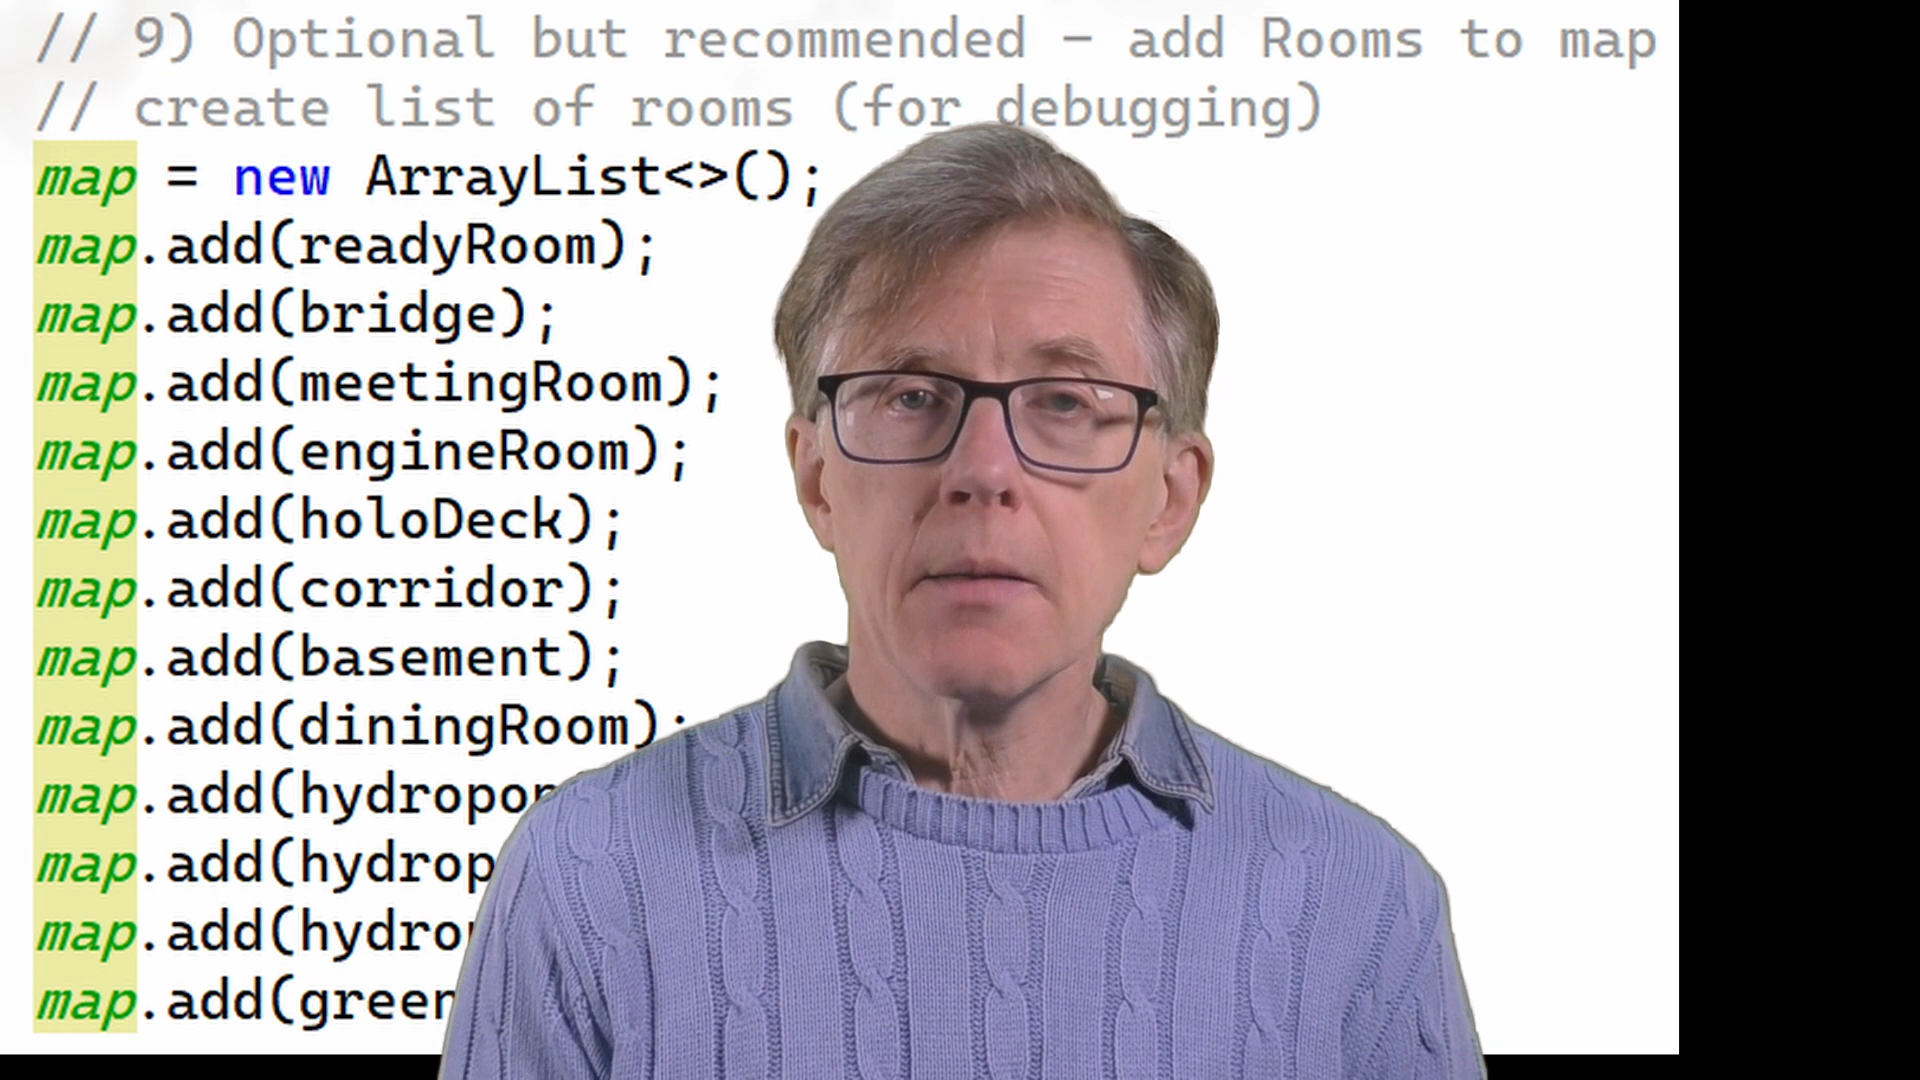 // 9) Optional but recommended – add Rooms to map
// create list of rooms (for debugging)
map = new ArrayList<>();
map.add(readyRoom);
map.add(bridge);
map.add(meetingRoom);
map.add(engineRoom);
map.add(holoDeck);
map.add(corridor);
map.add(basement);
map.add(diningRoom);
map.add(hydropon
map.add(hydrop
map.add(hydrop
map.add(green